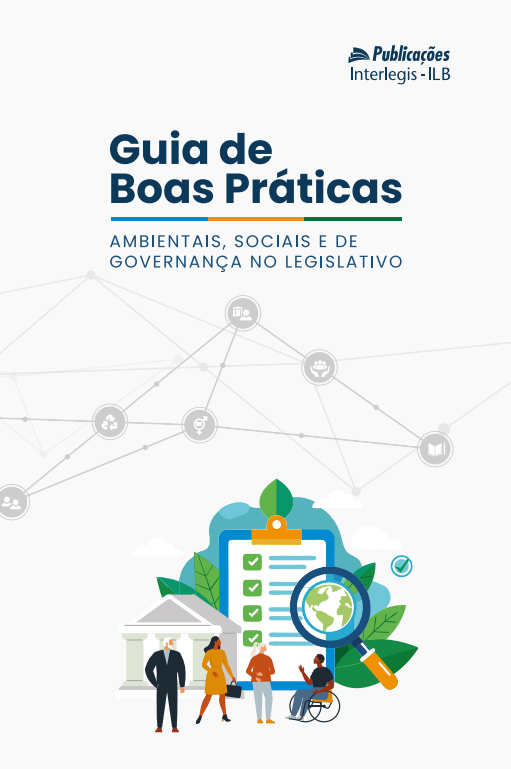 Publicações
Interlegis - ILB
Guia de
Boas Práticas
AMBIENTAIS, SOCIAIS E DE
GOVERNANÇA NO LEGISLATIVO